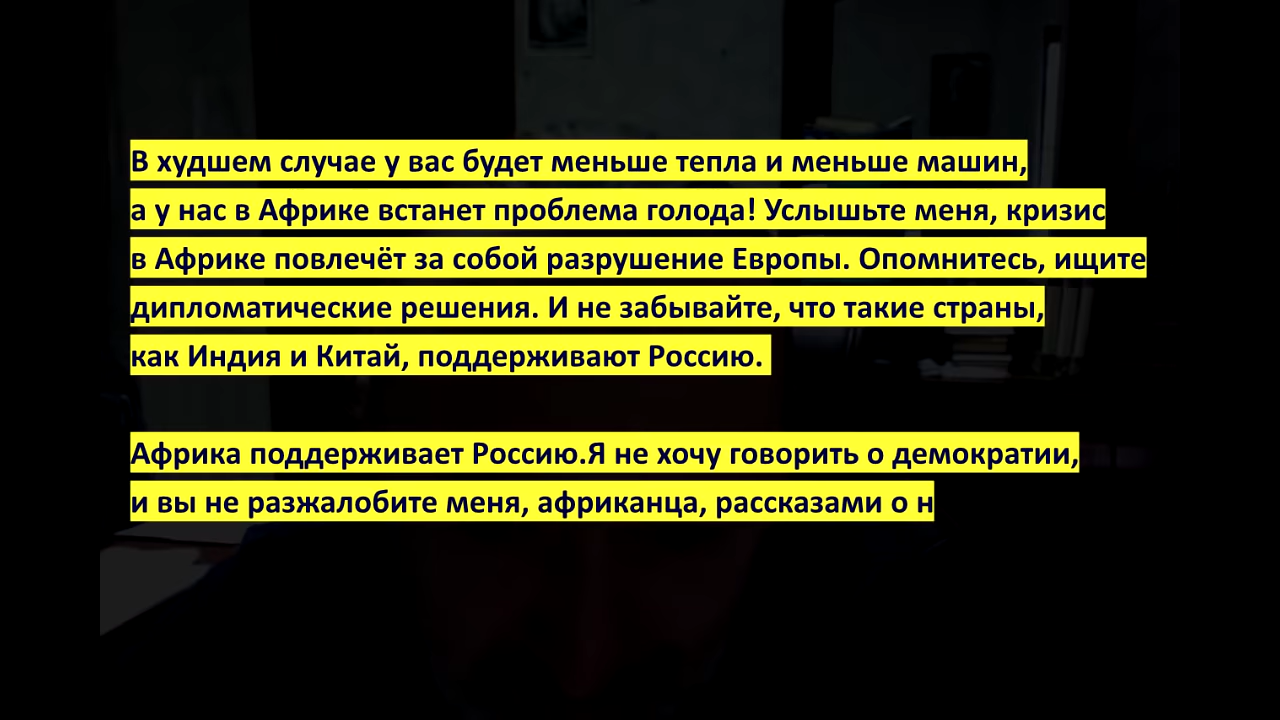 В худшем случае у вас будет меньше тепла и меньше машин,
а у нас в Африке встанет проблема голода! Услышьте меня, кризис
в Африке повлечёт за собой разрушение Европы. Опомнитесь, ищите
дипломатические решения. И не забывайте, что такие страны,
как Индия и Китай, поддерживают Россию.
Африка поддерживает Россию.Я не хочу говорить о демократии,
и вы не разжалобите меня, африканца, рассказами о н